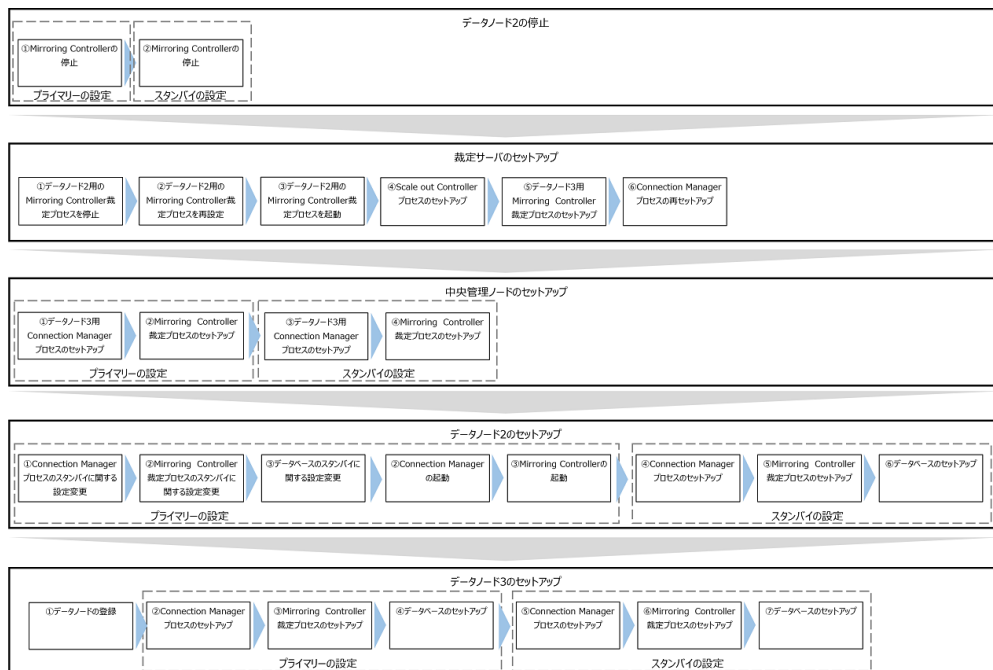 データノード2の停止
①Mirroring Controllerの
停止
②Mirroring Controllerの
停止
プライマリーの設定
スタンバイの設定
裁定サーバのセットアップ
①データノード2用の
Mirroring Controller裁
定プロセスを停止
②データノード2用の
Mirroring Controller裁
定プロセスを再設定
③データノード2用の
Mirroring Controller裁
定プロセスを起動
④Scale out Controller
プロセスのセットアップ
⑤データノード3用
Mirroring Controller
裁定プロセスのセットアップ
⑥Connection Manager
プロセスの再セットアップ
中央管理ノードのセットアップ
①データノード3用
Connection Manager
プロセスのセットアップ
②Mirroring Controller
裁定プロセスのセットアップ
③データノード3用
Connection Manager
プロセスのセットアップ
④Mirroring Controller
裁定プロセスのセットアップ
プライマリーの設定
スタンバイの設定
データノード2のセットアップ
①Connection Manager
プロセスのスタンバイに関する
設定変更
②Mirroring Controller
裁定プロセスのスタンバイに
関する設定変更
③データベースのスタンバイに
関する設定変更
②Connection Manager
の起動
③Mirroring Controllerの
起動
④Connection Manager
プロセスのセットアップ
⑤Mirroring Controller
裁定プロセスのセットアップ
⑥データベースのセットアップ
プライマリーの設定
スタンバイの設定
データノード3のセットアップ
①データノードの登録
②Connection Manager
プロセスのセットアップ
③Mirroring Controller
裁定プロセスのセットアップ
④データベースのセットアップ
⑤Connection Manager
プロセスのセットアップ
⑥Mirroring Controller
裁定プロセスのセットアップ
⑦データベースのセットアップ
プライマリーの設定
スタンバイの設定